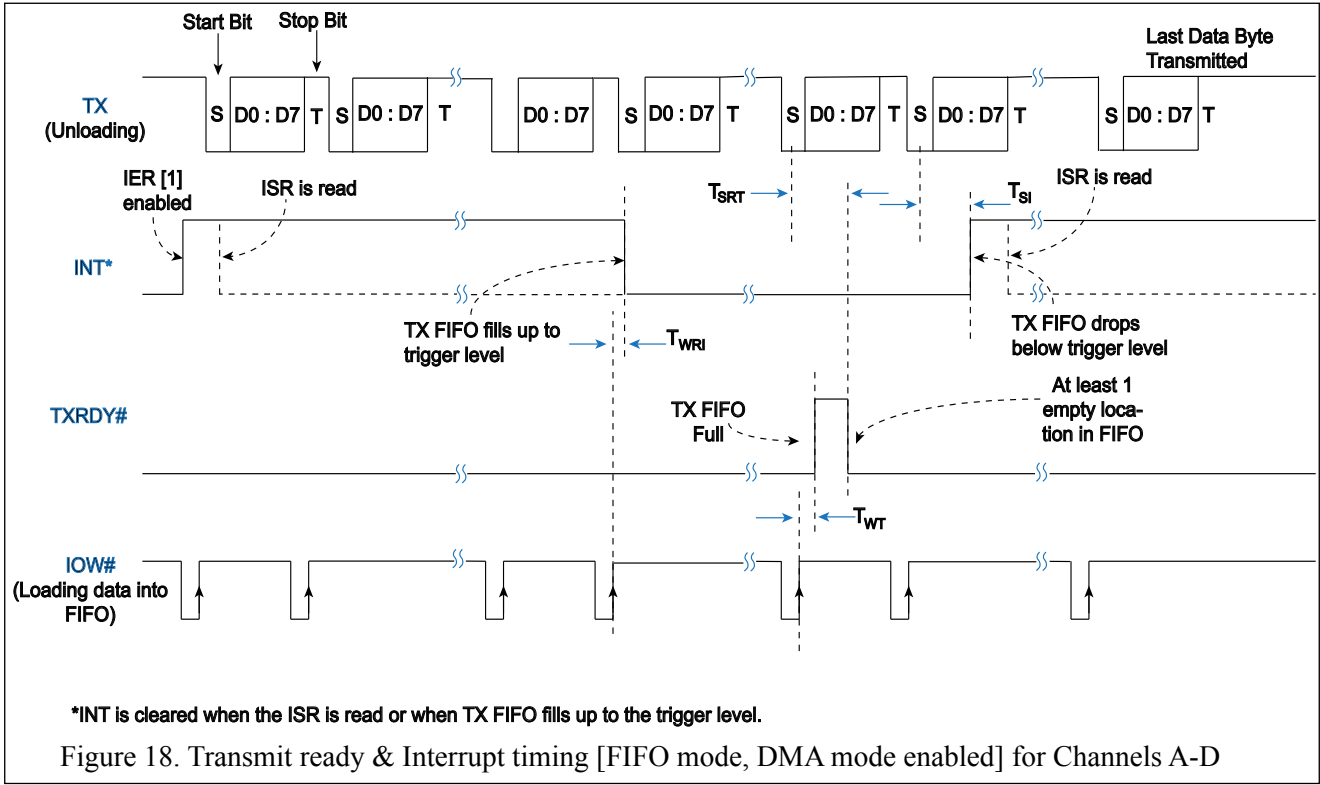 Start Bit
Stop Bit
Last Data Byte
Transmitted
TX
(Unloading)
S D0 : D7 T S D0 : D7 T D0 : D7 S D0 : D7 T S D0 : D7 T S D0 : D7 T S D0 : D7 T
IER [1]
enabled
ISR is read
TSRT
TSI
ISR is read
INT*
TX FIFO fills up to
trigger level
TWRI
TX FIFO drops
below trigger level
TXRDY#
TX FIFO
Full
At least 1
empty loca-
tion in FIFO
TWT
IOW#
(Loading data into
FIFO)
*INT is cleared when the ISR is read or when TX FIFO fills up to the trigger level.
Figure 18. Transmit ready & Interrupt timing [FIFO mode, DMA mode enabled] for Channels A-D